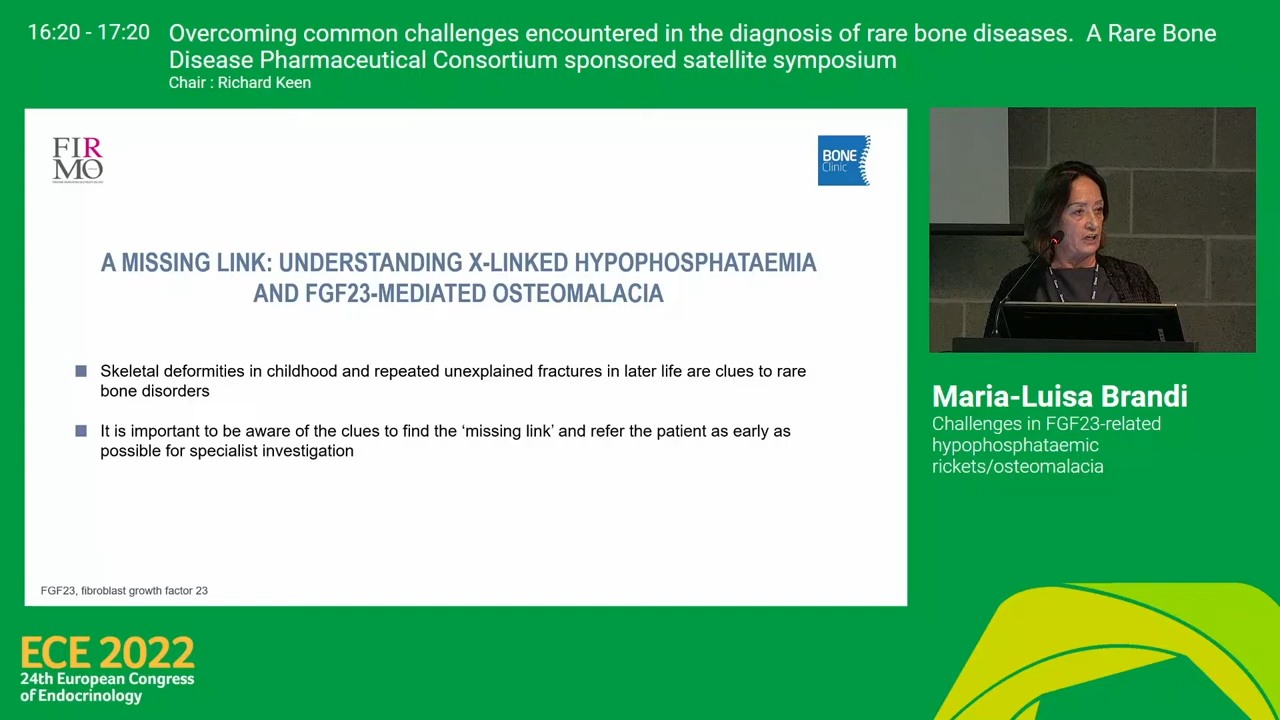 16:20 - 17:20
Overcoming common challenges encountered in the diagnosis of rare bone diseases. A Rare Bone
Disease Pharmaceutical Consortium sponsored satellite symposium
Chair : Richard Keen
FIR
MO
BONE
Clinic
A MISSING LINK: UNDERSTANDING X-LINKED HYPOPHOSPHATAEMIA
AND FGF23-MEDIATED OSTEOMALACIA
Skeletal deformities in childhood and repeated unexplained fractures in later life are clues to rare
bone disorders
It is important to be aware of the clues to find the ‘missing link’ and refer the patient as early as
possible for specialist investigation
FGF23, fibroblast growth factor 23
Maria-Luisa Brandi
Challenges in FGF23-related
hypophosphataemic
rickets/osteomalacia
ECE 2022
24th European Congress
of Endocrinology